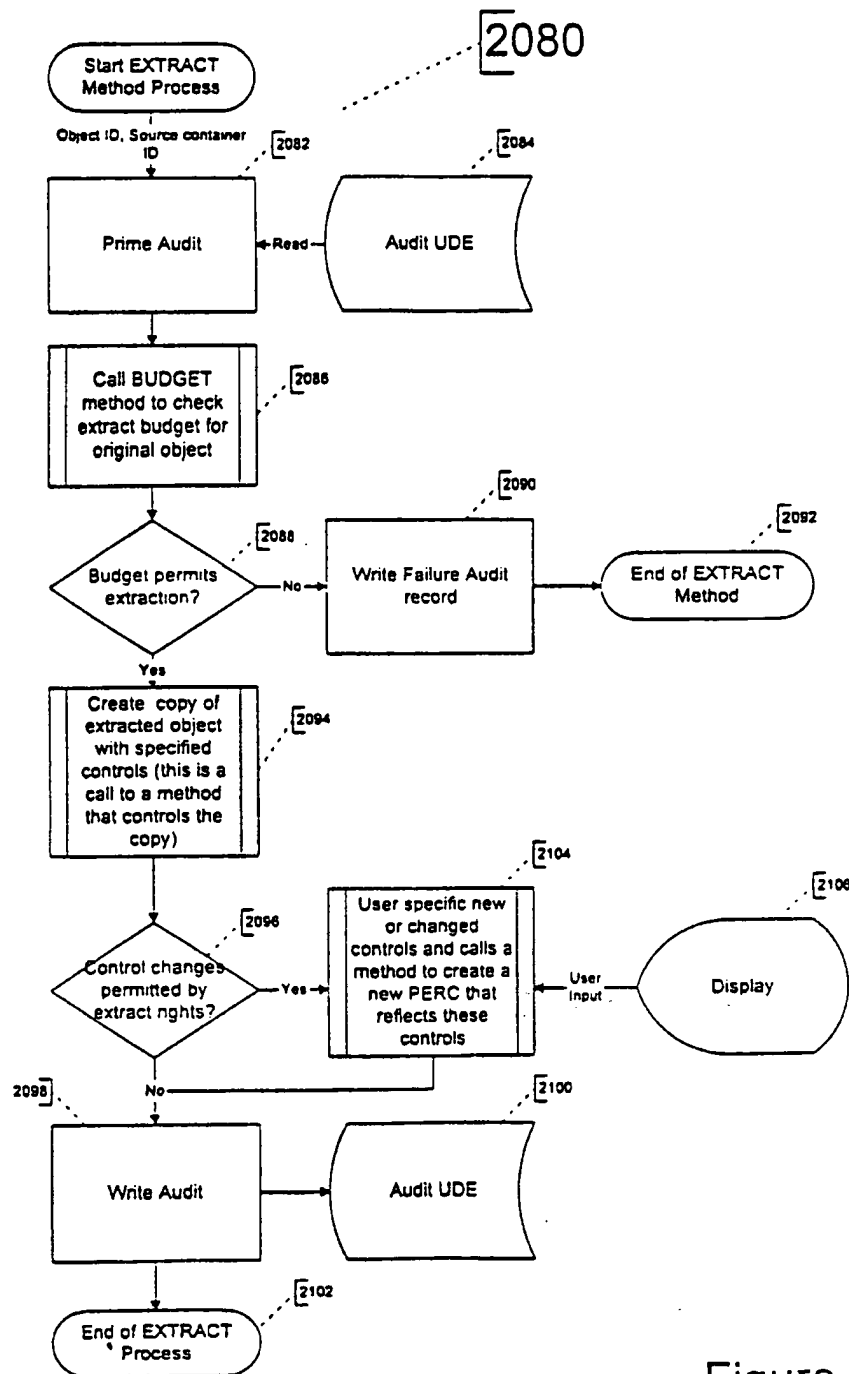 2080
Start EXTRACT
Method Process
Object ID, Source container
ID
2082
2084
Prime Audit
Read
Audit UDE
Call BUDGET
method to check
extract budget for
original object
2086
2090
2088
2092
Budget permits
extraction?
No
Write Failure Audit
record
End of EXTRACT
Method
Yes
Create copy of
extracted object
with specified
controls (this is a
call to a method
that controls the
copy)
2094
2104
2106
2096
User specific new
or changed
controls and calls a
method to create a
new PERC that
reflects these
controls
Control changes
permitted by
extract rights?
Yes
User
Input
Display
No
2098
2100
Write Audit
Audit UDE
2102
End of EXTRACT
Process
Figure